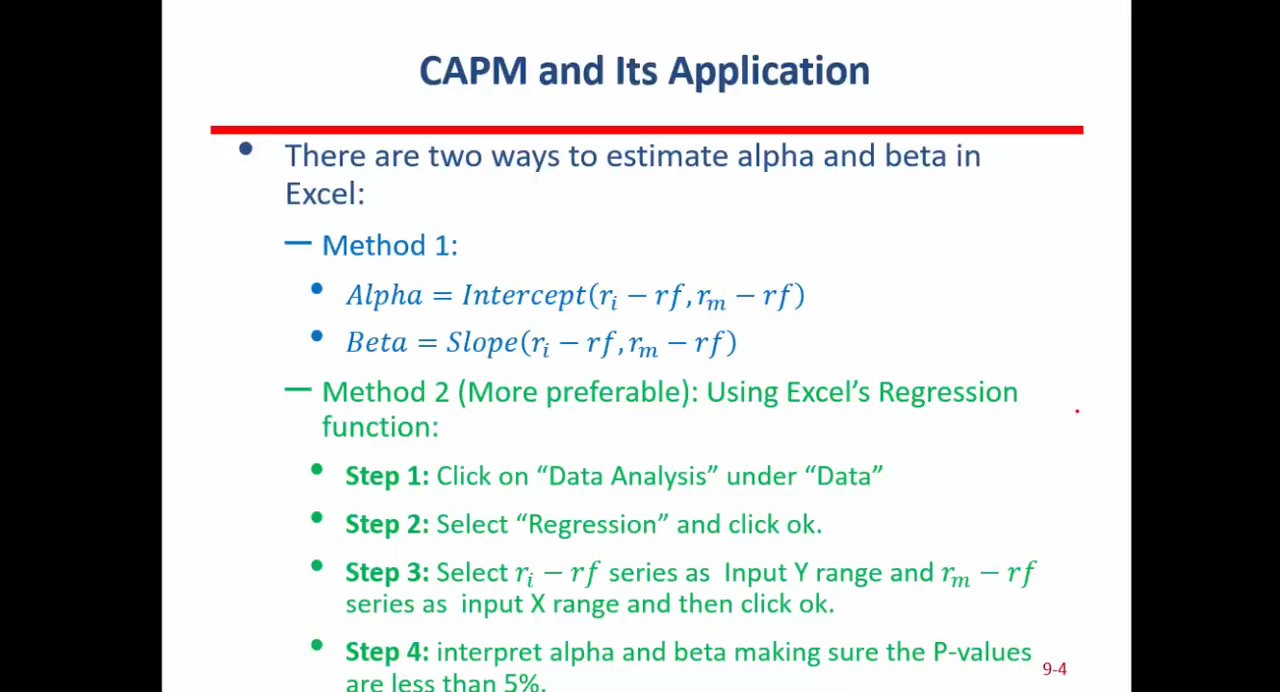 CAPM and Its Application
• There are two ways to estimate alpha and beta in
Excel:
— Method 1:
• Alpha = Intercept(rᵢ − rf, rₘ − rf)
• Beta = Slope(rᵢ − rf, rₘ − rf)
— Method 2 (More preferable): Using Excel’s Regression
function:
• Step 1: Click on “Data Analysis” under “Data”
• Step 2: Select “Regression” and click ok.
• Step 3: Select rᵢ − rf series as Input Y range and rₘ − rf
series as input X range and then click ok.
• Step 4: interpret alpha and beta making sure the P-values
are less than 5%.
9-4